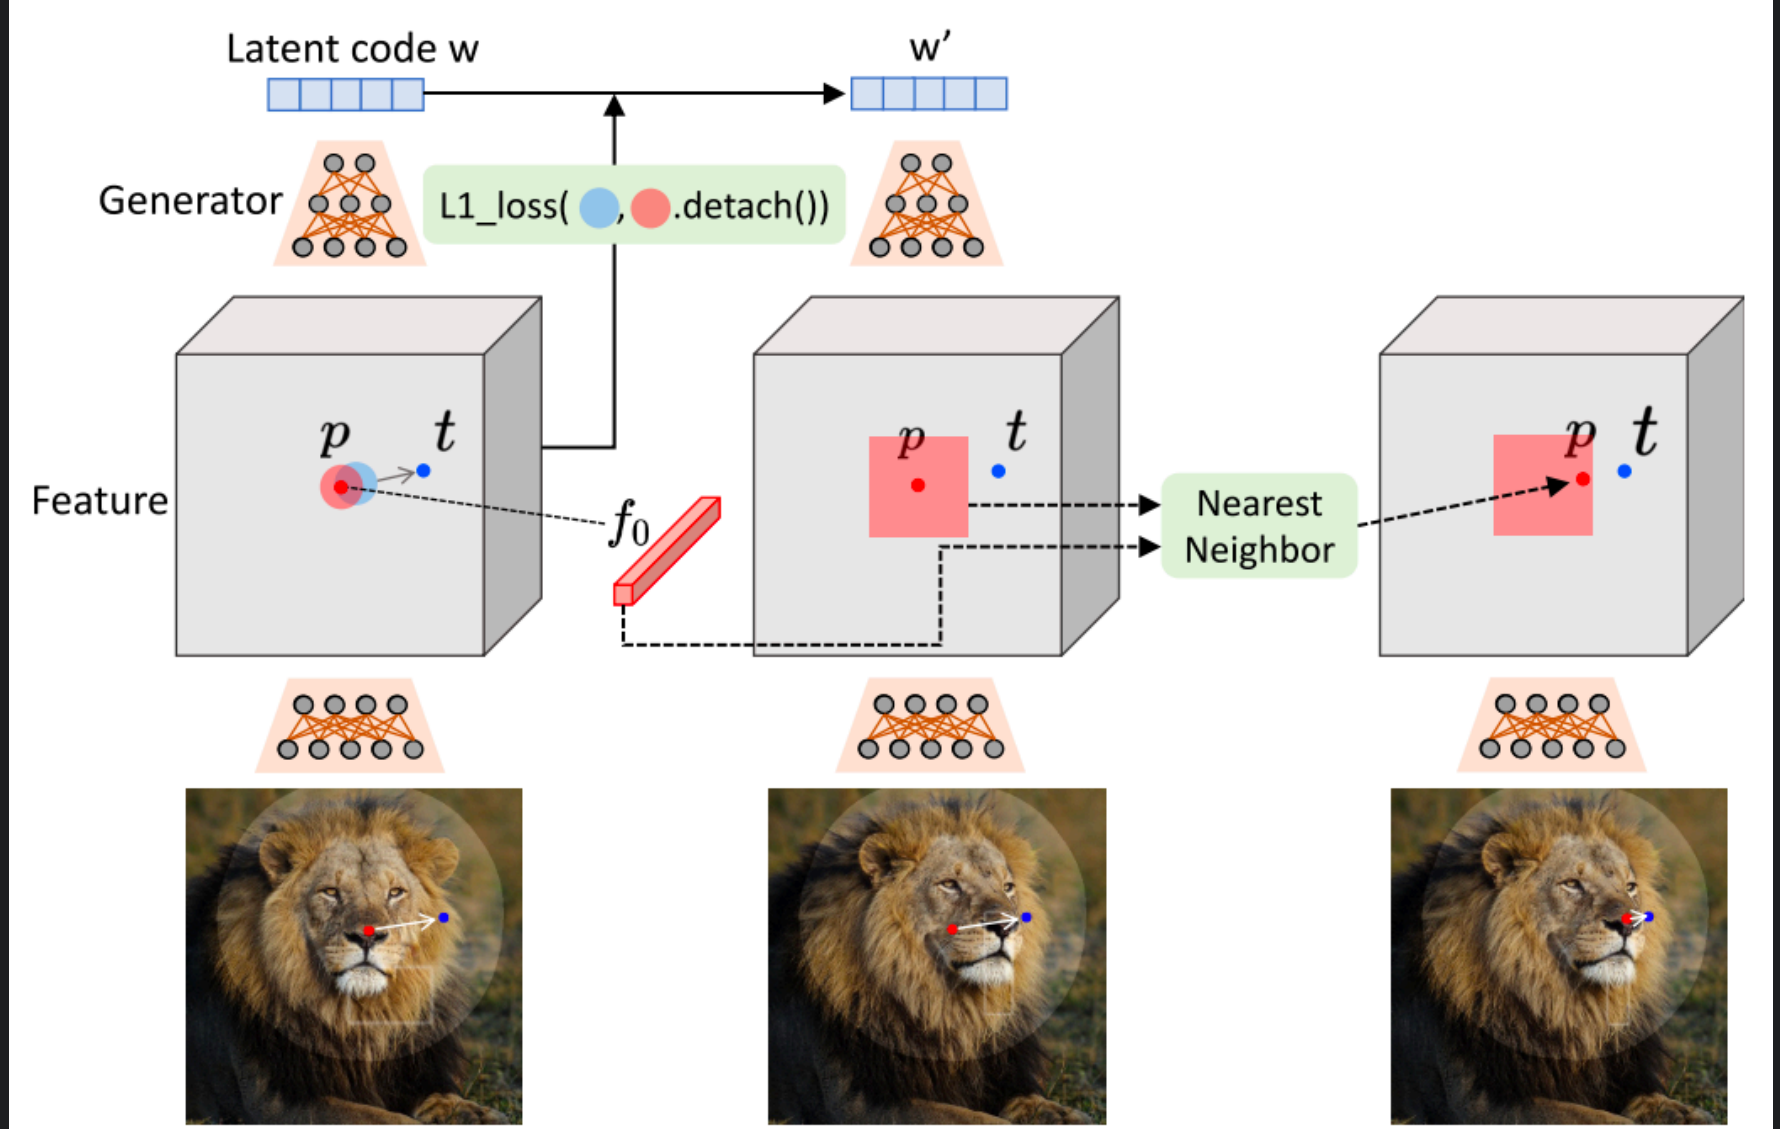 Latent code w
w’
Generator
L1_loss( , .detach())
p
t
p
t
p
t
Feature
f0
Nearest
Neighbor